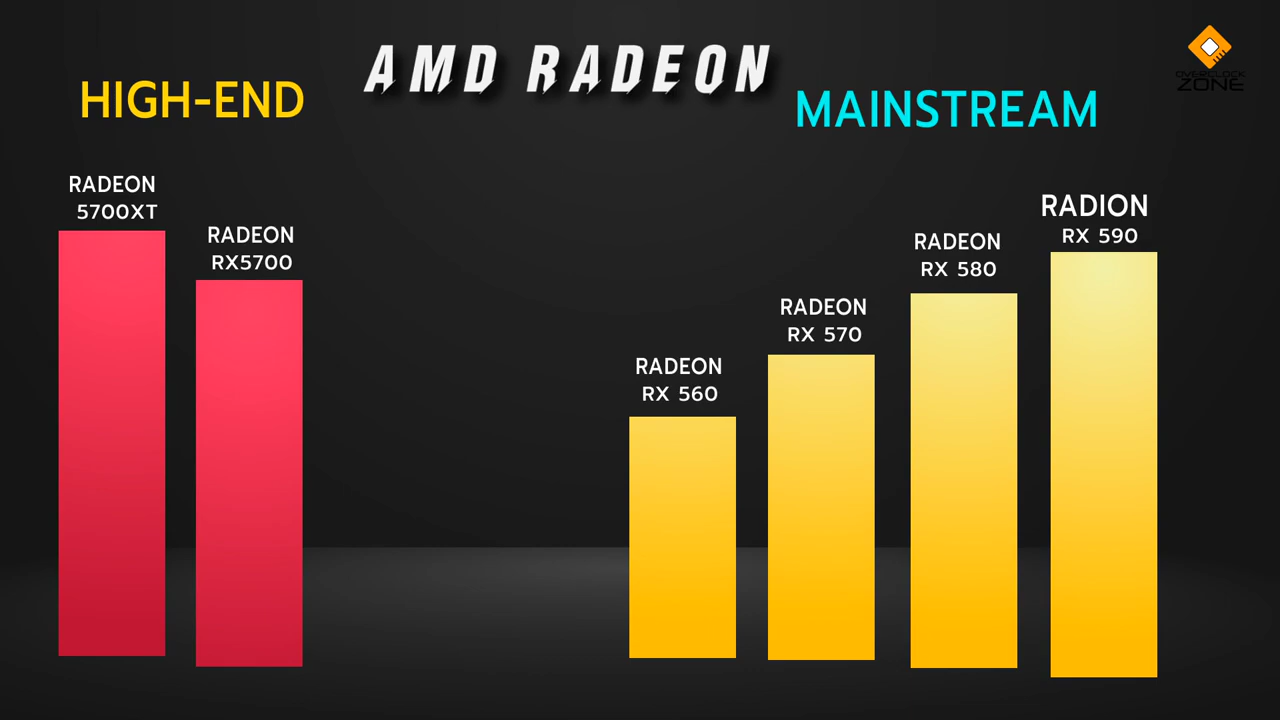 AMD RADEON
HIGH-END
MAINSTREAM
OVERCLOCK
ZONE
RADEON
5700XT
RADEON
RX5700
RADEON
RX 560
RADEON
RX 570
RADEON
RX 580
RADION
RX 590